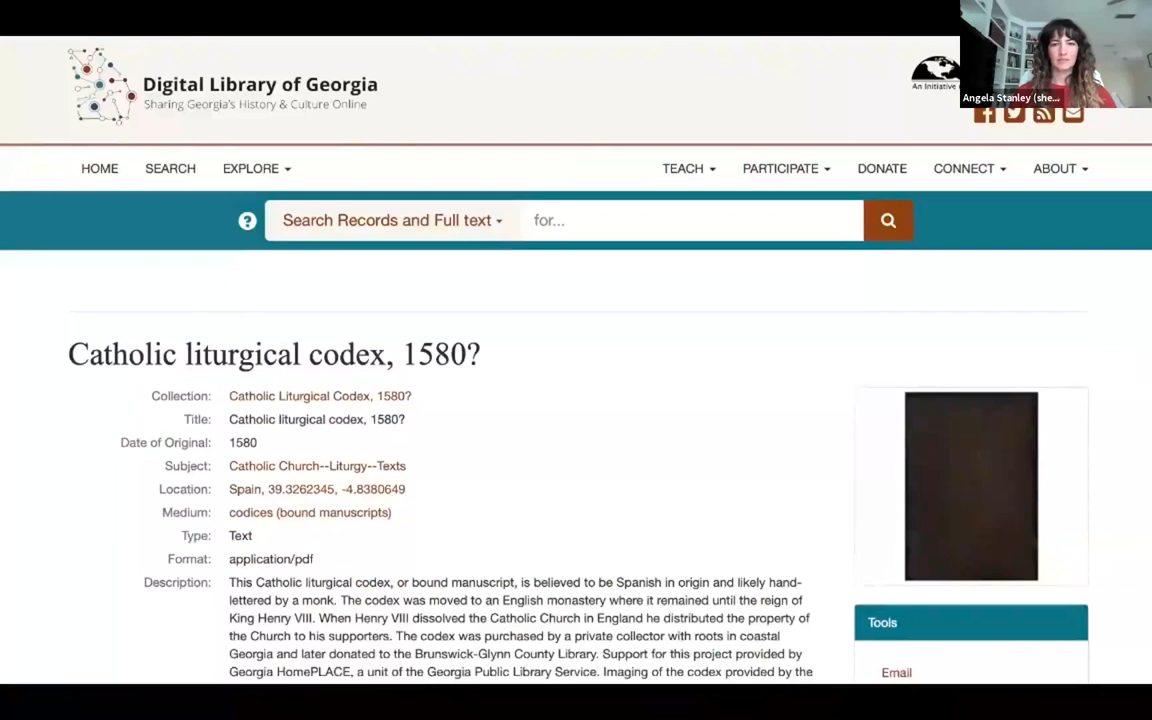 Digital Library of Georgia
Sharing Georgia's History & Culture Online
An Initiative
Angela Stanley (she...
HOME SEARCH EXPLORE TEACH PARTICIPATE DONATE CONNECT ABOUT
? Search Records and Full text for...
Catholic liturgical codex, 1580?
Collection: Catholic Liturgical Codex, 1580?
Title: Catholic liturgical codex, 1580?
Date of Original: 1580
Subject: Catholic Church--Liturgy--Texts
Location: Spain, 39.3262345, -4.8380649
Medium: codices (bound manuscripts)
Type: Text
Format: application/pdf
Description: This Catholic liturgical codex, or bound manuscript, is believed to be Spanish in origin and likely hand-
lettered by a monk. The codex was moved to an English monastery where it remained until the reign of
King Henry VIII. When Henry VIII dissolved the Catholic Church in England he distributed the property of
the Church to his supporters. The codex was purchased by a private collector with roots in coastal
Georgia and later donated to the Brunswick-Glynn County Library. Support for this project provided by
Georgia HomePLACE, a unit of the Georgia Public Library Service. Imaging of the codex provided by the
Tools
Email